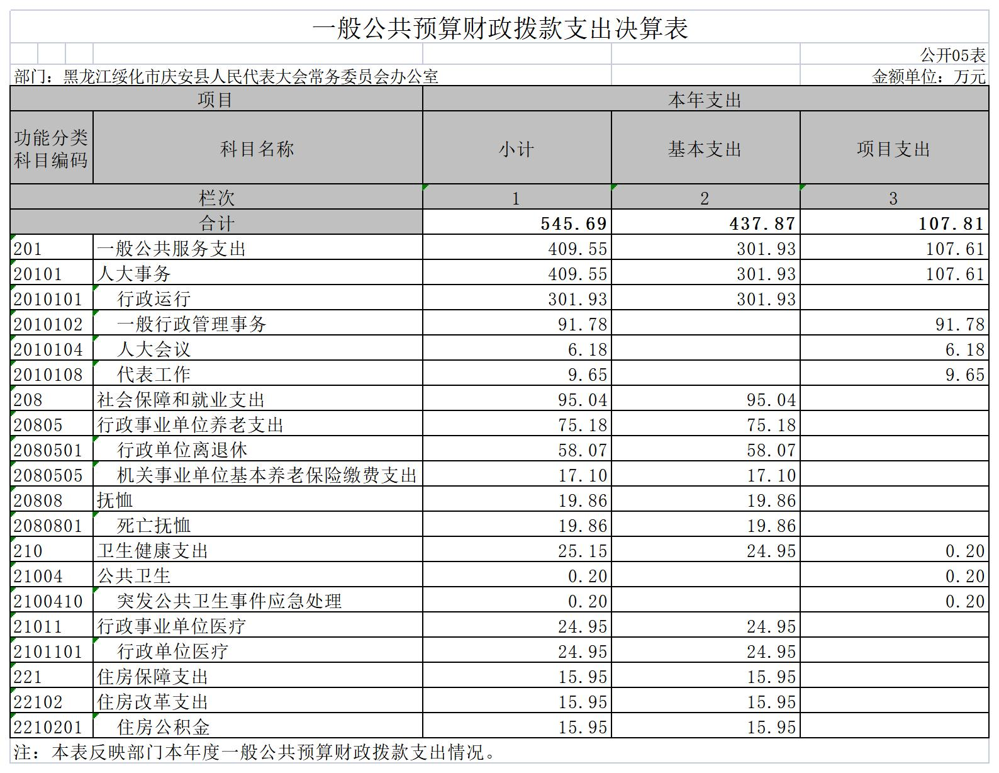 一般公共预算财政拨款支出决算表
公开05表
部门：黑龙江绥化市庆安县人民代表大会常务委员会办公室 金额单位：万元
项目 本年支出
功能分类科目编码 科目名称 小计 基本支出 项目支出
栏次 1 2 3
合计 545.69 437.87 107.81
201 一般公共服务支出 409.55 301.93 107.61
20101 人大事务 409.55 301.93 107.61
2010101 行政运行 301.93 301.93
2010102 一般行政管理事务 91.78 91.78
2010104 人大会议 6.18 6.18
2010108 代表工作 9.65 9.65
208 社会保障和就业支出 95.04 95.04
20805 行政事业单位养老支出 75.18 75.18
2080501 行政单位离退休 58.07 58.07
2080505 机关事业单位基本养老保险缴费支出 17.10 17.10
20808 抚恤 19.86 19.86
2080801 死亡抚恤 19.86 19.86
210 卫生健康支出 25.15 24.95 0.20
21004 公共卫生 0.20 0.20
2100410 突发公共卫生事件应急处理 0.20 0.20
21011 行政事业单位医疗 24.95 24.95
2101101 行政单位医疗 24.95 24.95
221 住房保障支出 15.95 15.95
22102 住房改革支出 15.95 15.95
2210201 住房公积金 15.95 15.95
注：本表反映部门本年度一般公共预算财政拨款支出情况。